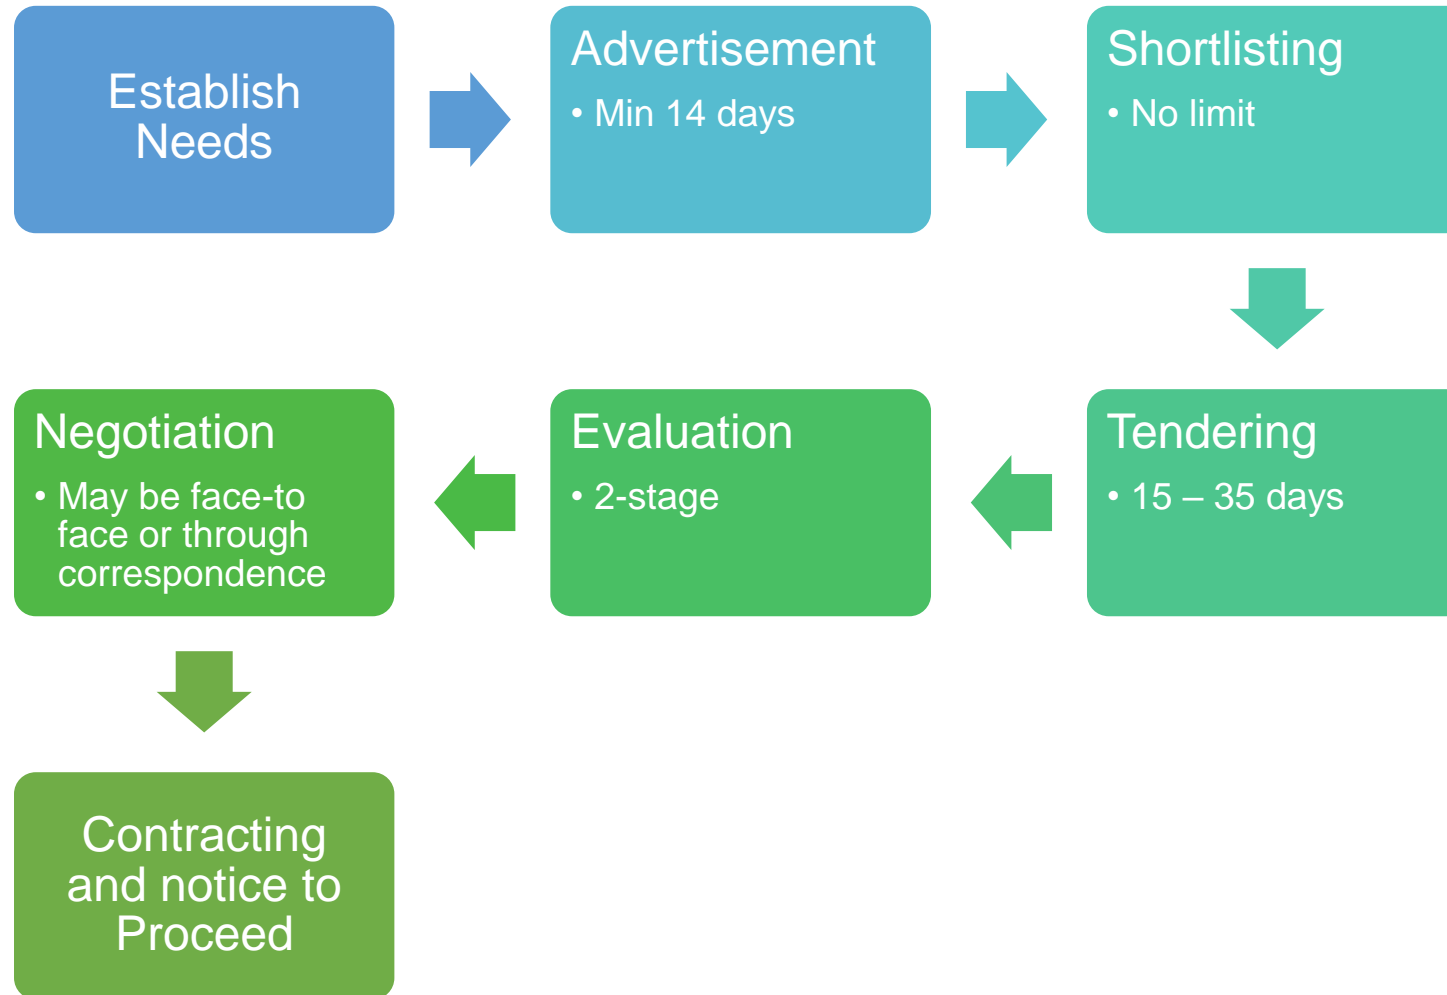 Establish
Needs
Advertisement
• Min 14 days
Shortlisting
• No limit
Tendering
• 15 – 35 days
Evaluation
• 2-stage
Negotiation
• May be face-to
face or through
correspondence
Contracting
and notice to
Proceed